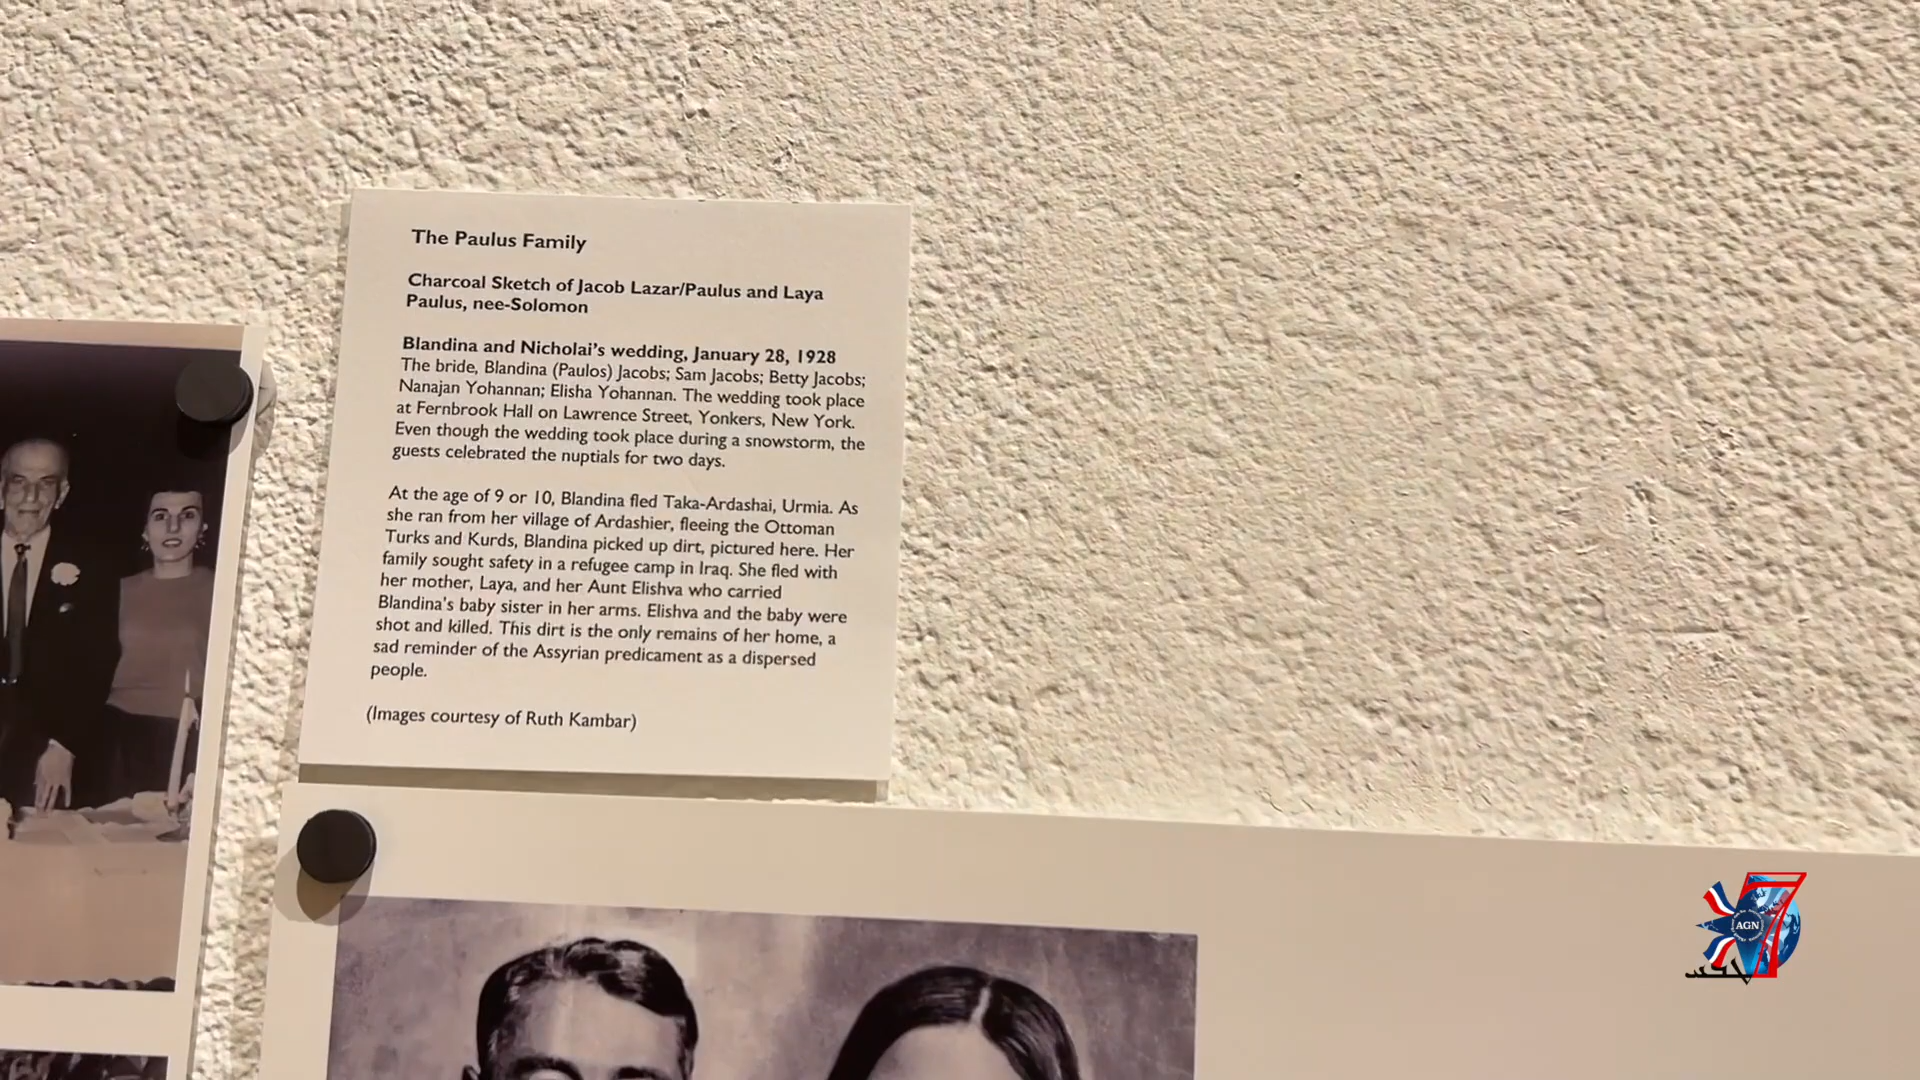 The Paulus Family
Charcoal Sketch of Jacob Lazar/Paulus and Laya
Paulus, nee-Solomon
Blandina and Nicholai's wedding, January 28, 1928
The bride, Blandina (Paulos) Jacobs; Sam Jacobs; Betty Jacobs;
Nanajan Yohannan; Elisha Yohannan. The wedding took place
at Fernbrook Hall on Lawrence Street, Yonkers, New York.
Even though the wedding took place during a snowstorm, the
guests celebrated the nuptials for two days.
At the age of 9 or 10, Blandina fled Taka-Ardashai, Urmia. As
she ran from her village of Ardashier, fleeing the Ottoman
Turks and Kurds, Blandina picked up dirt, pictured here. Her
family sought safety in a refugee camp in Iraq. She fled with
her mother, Laya, and her Aunt Elishva who carried
Blandina's baby sister in her arms. Elishva and the baby were
shot and killed. This dirt is the only remains of her home, a
sad reminder of the Assyrian predicament as a dispersed
people.
(Images courtesy of Ruth Kambar)
7
AGN